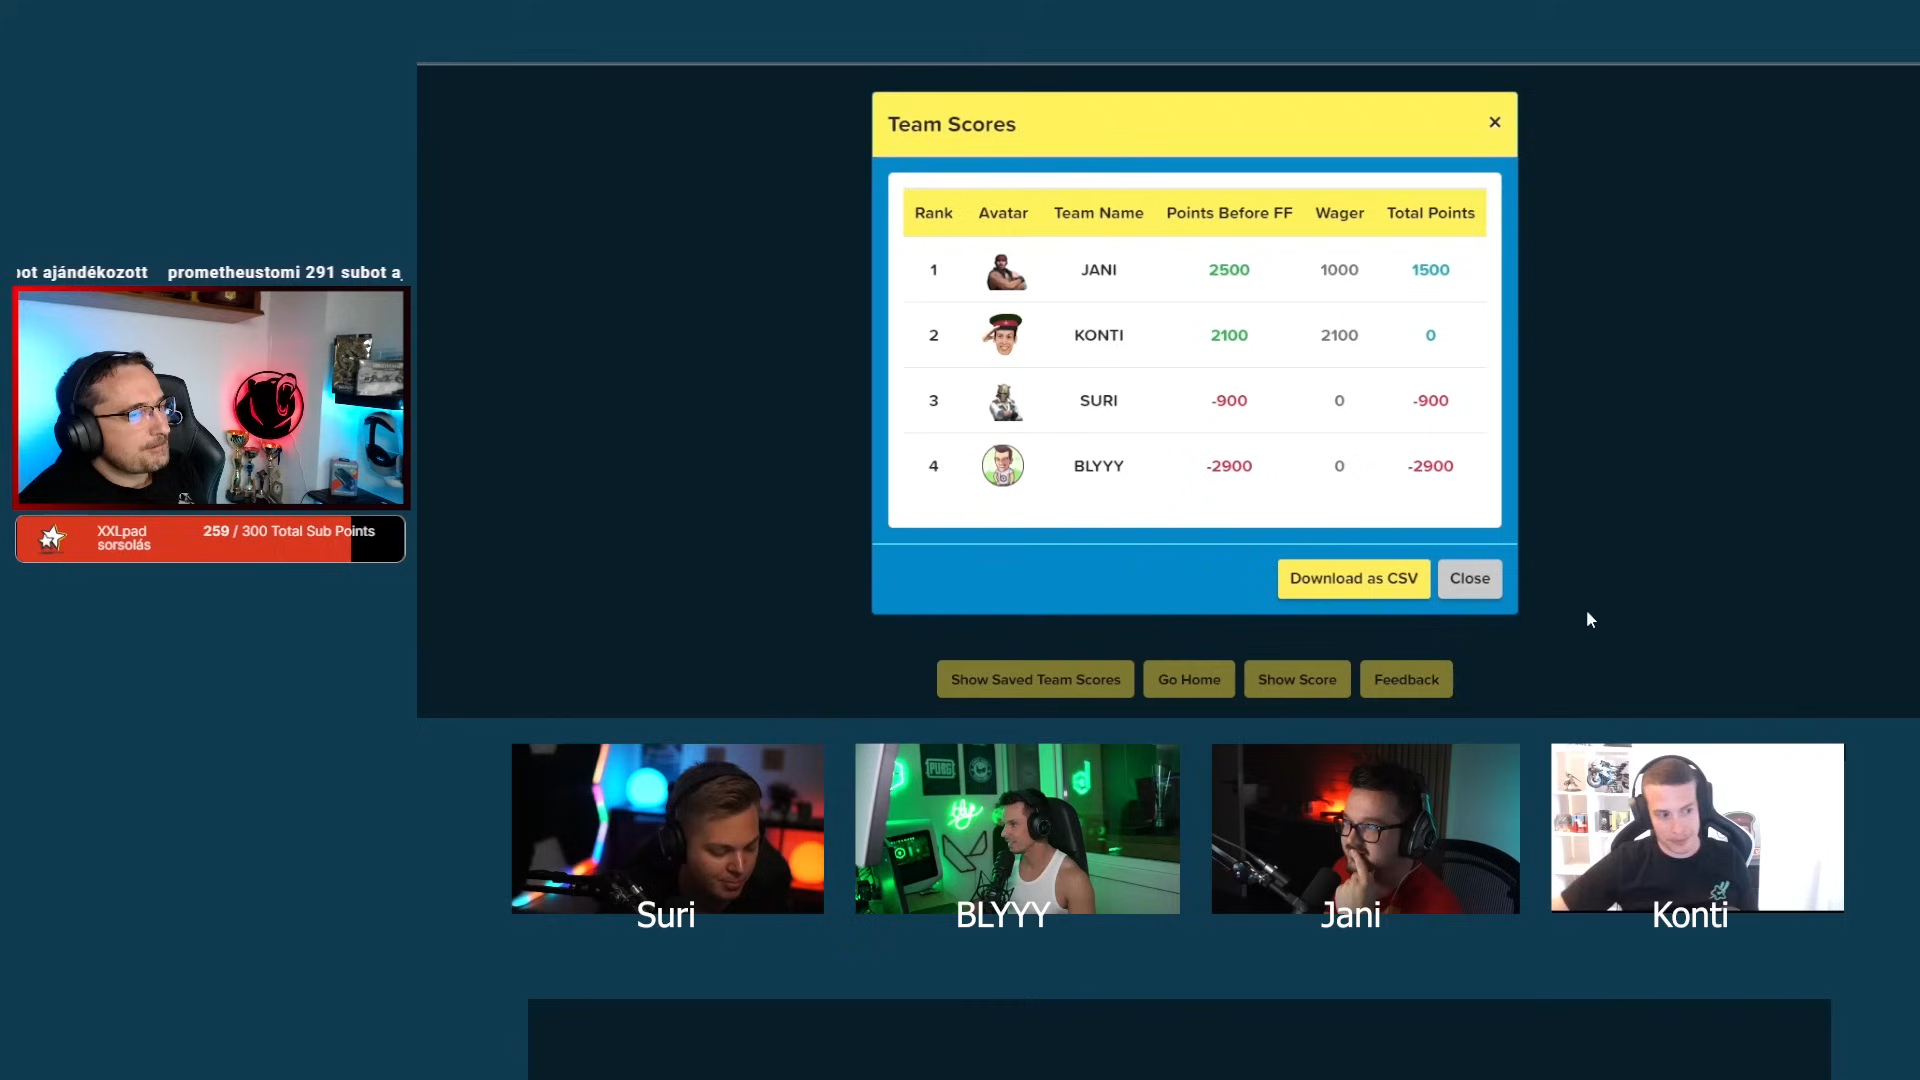 Team Scores
×
Rank Avatar Team Name Points Before FF Wager Total Points
1 JANI 2500 1000 1500
2 KONTI 2100 2100 0
3 SURI -900 0 -900
4 BLYYY -2900 0 -2900
Download as CSV Close
Show Saved Team Scores Go Home Show Score Feedback
ajándékozott prometheustomi 291 subot
XXLpad
sorsolás
259 / 300 Total Sub Points
PUBG
Suri
BLYYY
Jani
Konti